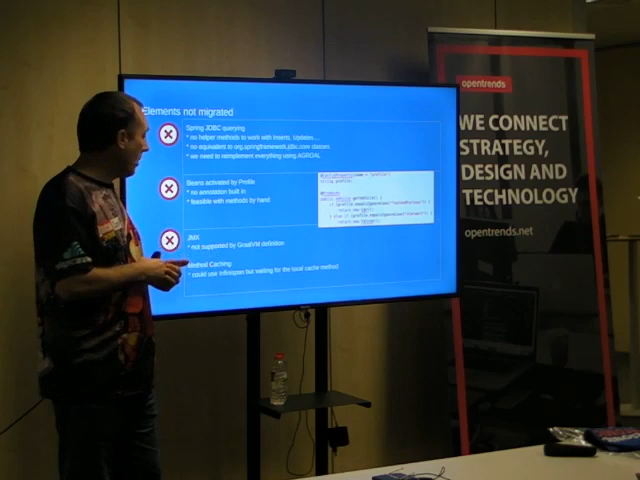 Elements not migrated
Spring JDBC querying
* no helper methods to work with Inserts, Updates...
* no equivalent to org.springframework.jdbc.core classes
* we need to reimplement everything using AGROAL
Beans activated by Profile
* no annotation built in
* feasible with methods by hand
JMX
* not supported by GraalVM definition
Method Caching:
* could use infinispan but waiting for the local cache method
opentrends
WE CONNECT
STRATEGY,
DESIGN AND
TECHNOLOGY
opentrends.net